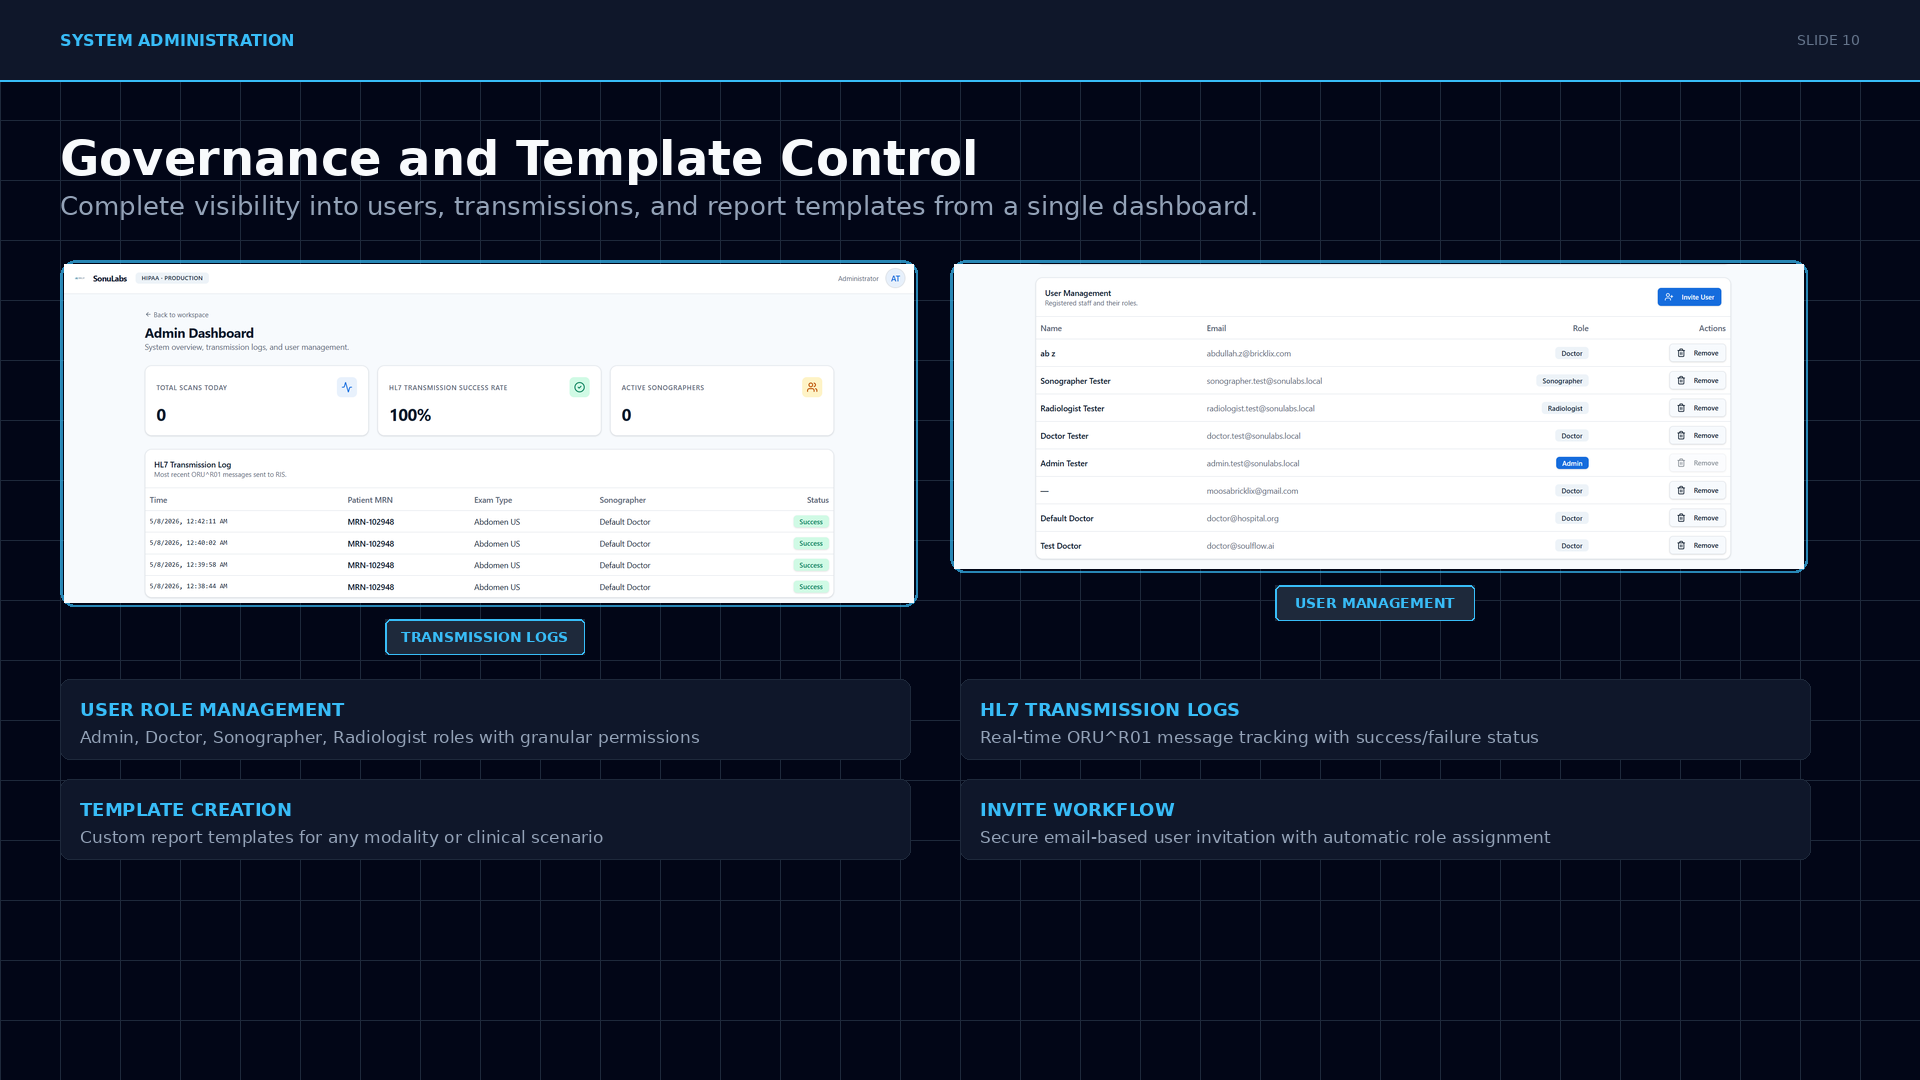 SYSTEM ADMINISTRATION
SLIDE 10
Governance and Template Control
Complete visibility into users, transmissions, and report templates from a single dashboard.
SonuLabs
HIPAA · PRODUCTION
Administrator
AT
← Back to workspace
Admin Dashboard
System overview, transmission logs, and user management.
TOTAL SCANS TODAY
0
HL7 TRANSMISSION SUCCESS RATE
100%
ACTIVE SONOGRAPHERS
0
HL7 Transmission Log
Most recent ORU^R01 messages sent to RIS.
Time Patient MRN Exam Type Sonographer Status
5/8/2026, 12:42:11 AM MRN-102948 Abdomen US Default Doctor Success
5/8/2026, 12:40:02 AM MRN-102948 Abdomen US Default Doctor Success
5/8/2026, 12:39:58 AM MRN-102948 Abdomen US Default Doctor Success
5/8/2026, 12:38:44 AM MRN-102948 Abdomen US Default Doctor Success
TRANSMISSION LOGS
User Management
Registered staff and their roles.
Invite User
Name Email Role Actions
ab z abdullah.z@bricklix.com Doctor Remove
Sonographer Tester sonographer.test@sonulabs.local Sonographer Remove
Radiologist Tester radiologist.test@sonulabs.local Radiologist Remove
Doctor Tester doctor.test@sonulabs.local Doctor Remove
Admin Tester admin.test@sonulabs.local Admin Remove
— moosabricklix@gmail.com Doctor Remove
Default Doctor doctor@hospital.org Doctor Remove
Test Doctor doctor@soulflow.ai Doctor Remove
USER MANAGEMENT
USER ROLE MANAGEMENT
Admin, Doctor, Sonographer, Radiologist roles with granular permissions
HL7 TRANSMISSION LOGS
Real-time ORU^R01 message tracking with success/failure status
TEMPLATE CREATION
Custom report templates for any modality or clinical scenario
INVITE WORKFLOW
Secure email-based user invitation with automatic role assignment